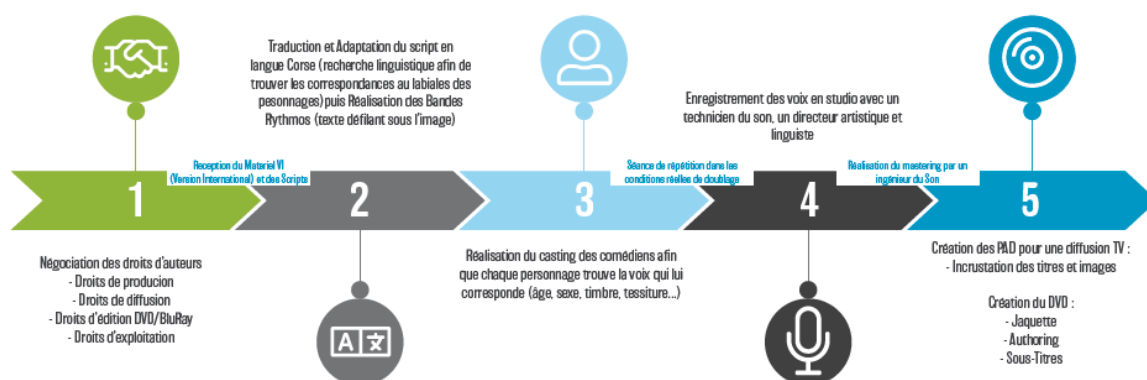 Traduction et Adaptation du script en
langue Corse (recherche linguistique afin de
trouver les correspondances au labiales des
pesonnages) puis Réalisation des Bandes
Rythmos (texte défilant sous l'image)
Enregistrement des voix en studio avec un
technicien du son, un directeur artistique et
linguiste
1
Reception du Materiel VI
(Version International) et des Scripts
2
3
Séance de répétition dans les
conditions réelles de doublage
4
Réalisation du mastering par un
ingénieur du Son
5
Négociation des droits d'auteurs
- Droits de producion
- Droits de diffusion
- Droits d'édition DVD/BluRay
- Droits d'exploitation
A 文
Réalisation du casting des comédiens afin
que chaque personnage trouve la voix qui lui
corresponde (âge, sexe, timbre, tessiture...)
Création des PAD pour une diffusion TV :
- Incrustation des titres et images
Création du DVD :
- Jaquette
- Authoring
- Sous-Titres